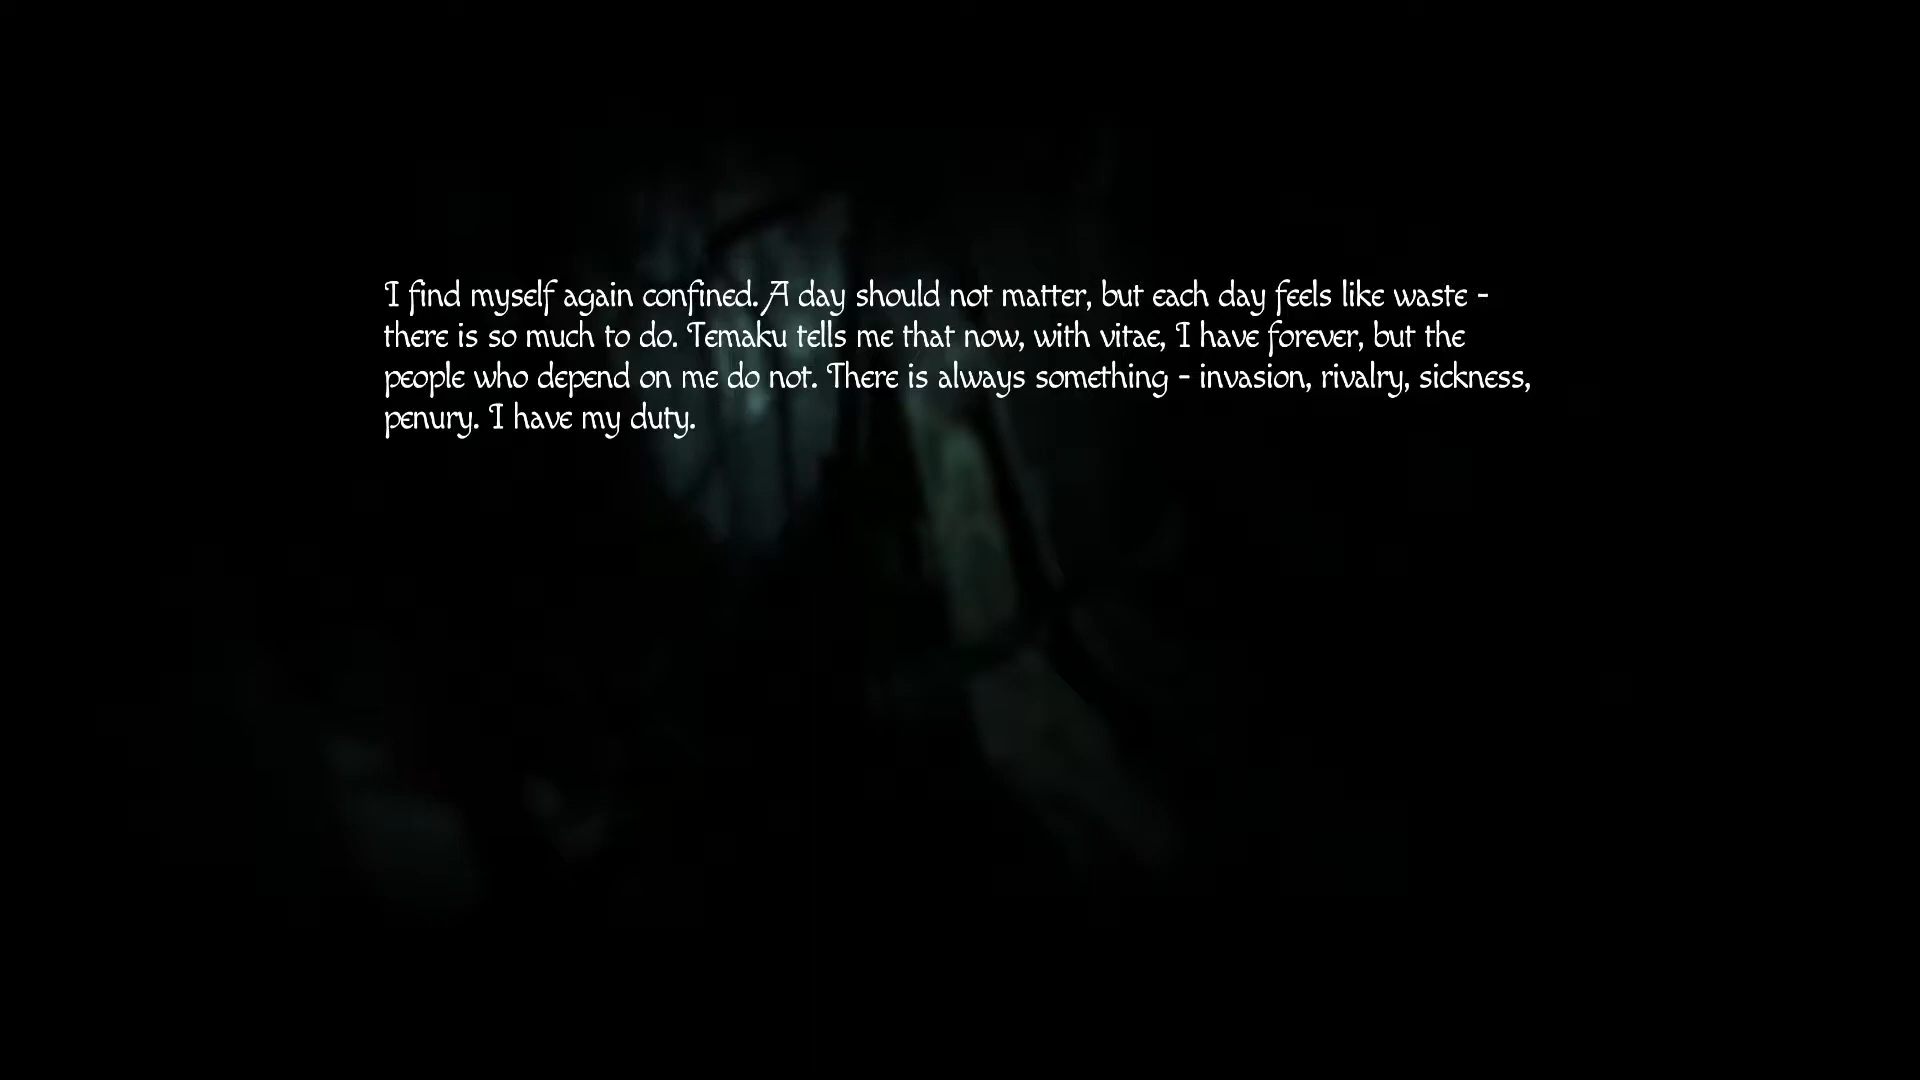 I find myself again confined. A day should not matter, but each day feels like waste -
there is so much to do. Temaku tells me that now, with vitae, I have forever, but the
people who depend on me do not. There is always something - invasion, rivalry, sickness,
penury. I have my duty.